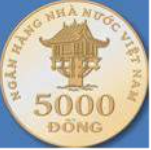 NGÂN HÀNG NHÀ NƯỚC VIỆT NAM
5000
ĐỒNG